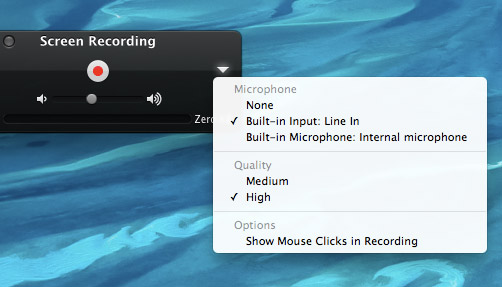 Screen Recording
Zero
Microphone
None
✓ Built-in Input: Line In
Built-in Microphone: Internal microphone
Quality
Medium
✓ High
Options
Show Mouse Clicks in Recording